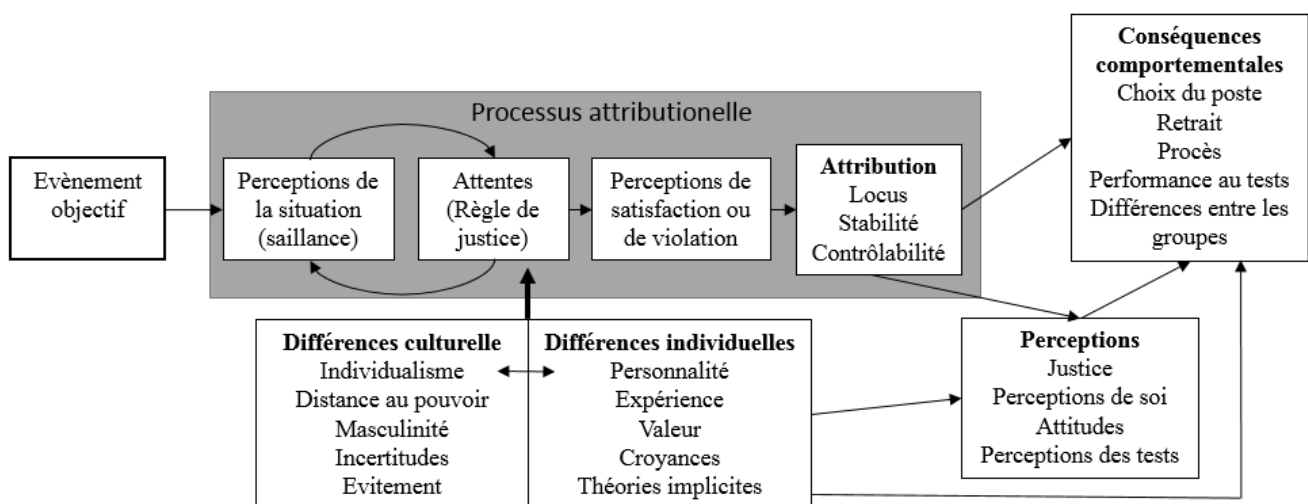 Processus attributionelle
Evènement
objectif
Perceptions de
la situation
(saillance)
Attentes
(Règle de
justice)
Perceptions de
satisfaction ou
de violation
Attribution
Locus
Stabilité
Contrôlabilité
Conséquences
comportementales
Choix du poste
Retrait
Procès
Performance au tests
Différences entre les
groupes
Différences culturelle
Individualisme
Distance au pouvoir
Masculinité
Incertitudes
Evitement
Différences individuelles
Personnalité
Expérience
Valeur
Croyances
Théories implicites
Perceptions
Justice
Perceptions de soi
Attitudes
Perceptions des tests